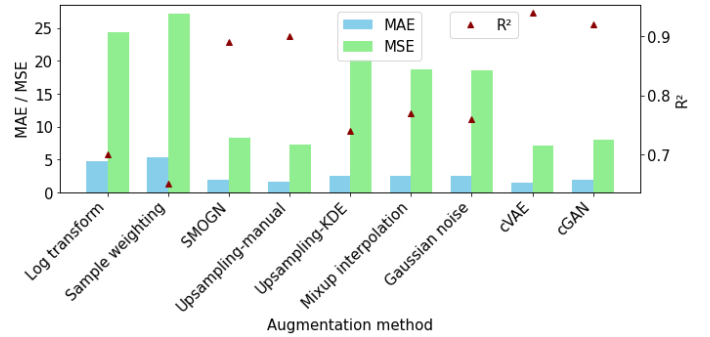 MAE
MSE
R²
MAE / MSE
25
20
15
10
5
0
R²
0.9
0.8
0.7
Log transform
Sample weighting
SMOGN
Upsampling-manual
Upsampling-KDE
Mixup interpolation
Gaussian noise
cVAE
cGAN
Augmentation method